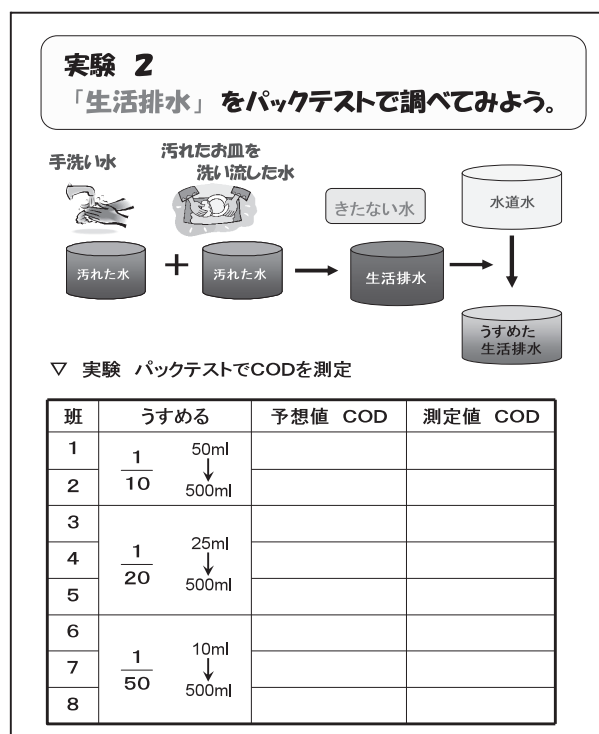 実験 2
「生活排水」をパックテストで調べてみよう。
手洗い水
汚れたお皿を
洗い流した水
きたない水
水道水
汚れた水
+
汚れた水
生活排水
うすめた
生活排水
▽ 実験 パックテストでCODを測定
班 うすめる 予想値 COD 測定値 COD
1
2
1/10 50ml
↓
500ml
3
4
5
1/20 25ml
↓
500ml
6
7
8
1/50 10ml
↓
500ml